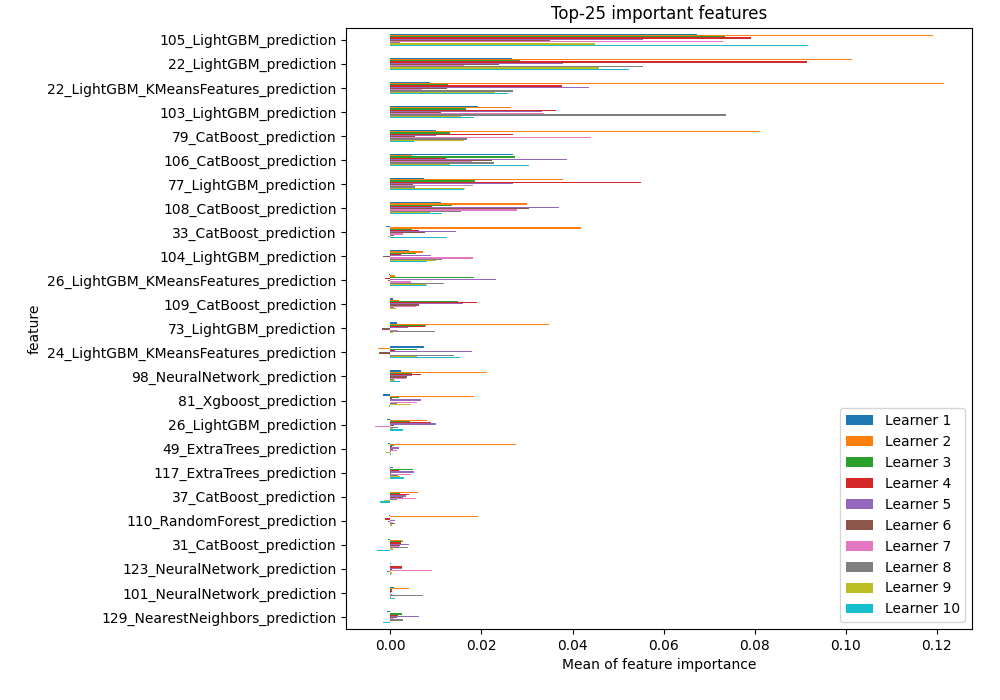 Top-25 important features
105_LightGBM_prediction
22_LightGBM_prediction
22_LightGBM_KMeansFeatures_prediction
103_LightGBM_prediction
79_CatBoost_prediction
106_CatBoost_prediction
77_LightGBM_prediction
108_CatBoost_prediction
33_CatBoost_prediction
104_LightGBM_prediction
26_LightGBM_KMeansFeatures_prediction
109_CatBoost_prediction
73_LightGBM_prediction
24_LightGBM_KMeansFeatures_prediction
98_NeuralNetwork_prediction
81_Xgboost_prediction
26_LightGBM_prediction
49_ExtraTrees_prediction
117_ExtraTrees_prediction
37_CatBoost_prediction
110_RandomForest_prediction
31_CatBoost_prediction
123_NeuralNetwork_prediction
101_NeuralNetwork_prediction
129_NearestNeighbors_prediction
feature
Learner 1
Learner 2
Learner 3
Learner 4
Learner 5
Learner 6
Learner 7
Learner 8
Learner 9
Learner 10
0.00 0.02 0.04 0.06 0.08 0.10 0.12
Mean of feature importance